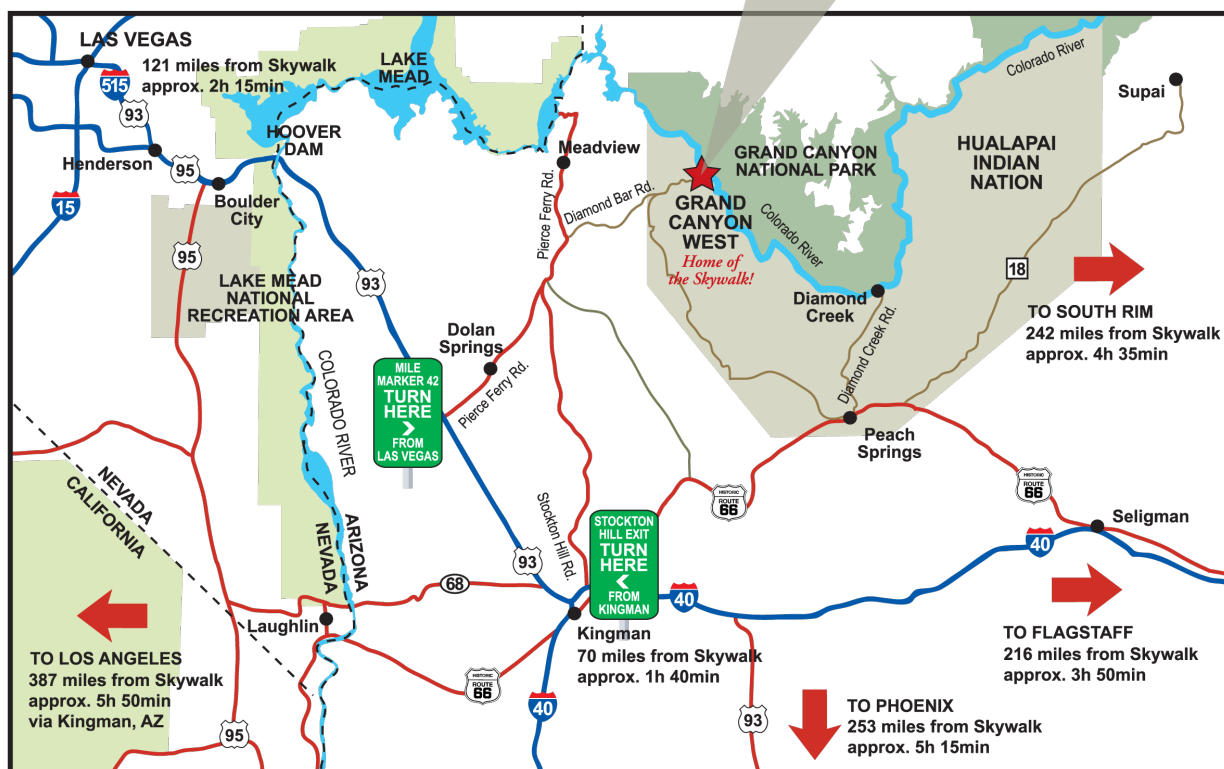 LAS VEGAS
121 miles from Skywalk
approx. 2h 15min
515
93
Henderson
95
Boulder
City
15
95
HOOVER
DAM
LAKE
MEAD
LAKE MEAD
NATIONAL
RECREATION AREA
93
COLORADO RIVER
Meadview
Pierce Ferry Rd.
Diamond Bar Rd.
GRAND CANYON
NATIONAL PARK
GRAND
CANYON
WEST
Home of
the Skywalk!
Colorado River
Colorado River
Supai
HUALAPAI
INDIAN
NATION
18
Diamond
Creek
Diamond Creek Rd.
TO SOUTH RIM
242 miles from Skywalk
approx. 4h 35min
Dolan
Springs
Pierce Ferry Rd.
MILE
MARKER 42
TURN
HERE
>
FROM
LAS VEGAS
Peach
Springs
HISTORIC
ROUTE
66
HISTORIC
ROUTE
66
Seligman
40
NEVADA
CALIFORNIA
ARIZONA
NEVADA
Stockton
Hill Rd.
STOCKTON
HILL EXIT
TURN
HERE
<
FROM
KINGMAN
93
68
40
Laughlin
Kingman
70 miles from Skywalk
approx. 1h 40min
HISTORIC
ROUTE
66
40
93
95
TO LOS ANGELES
387 miles from Skywalk
approx. 5h 50min
via Kingman, AZ
TO FLAGSTAFF
216 miles from Skywalk
approx. 3h 50min
TO PHOENIX
253 miles from Skywalk
approx. 5h 15min